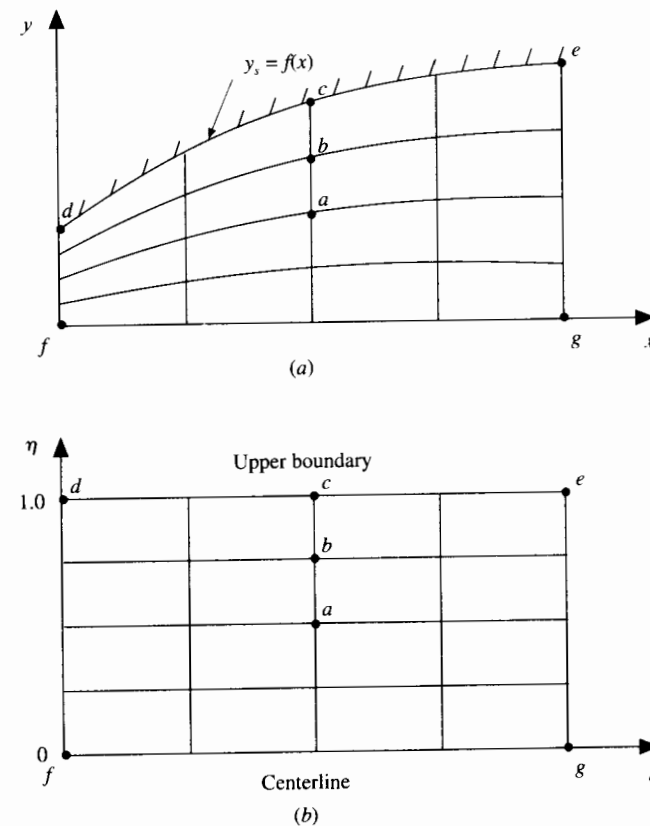 y
y_s = f(x)
e
c
b
d
a
f
g
(a)
η
Upper boundary
1.0
d
c
e
b
a
0
f
Centerline
g
(b)